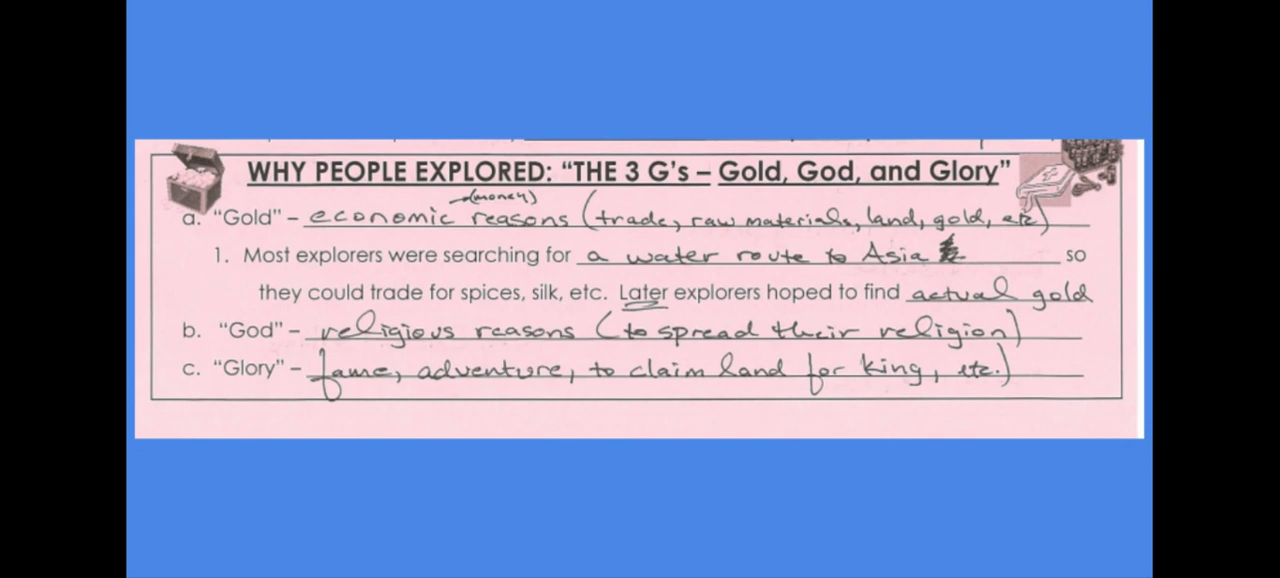 WHY PEOPLE EXPLORED: "THE 3 G's – Gold, God, and Glory"
(money)
a. "Gold" – economic reasons (trade, raw materials, land, gold, etc)
1. Most explorers were searching for a water route to Asia so
they could trade for spices, silk, etc. Later explorers hoped to find actual gold
b. "God" – religious reasons (to spread their religion)
c. "Glory" – fame, adventure, to claim land for king, etc.)